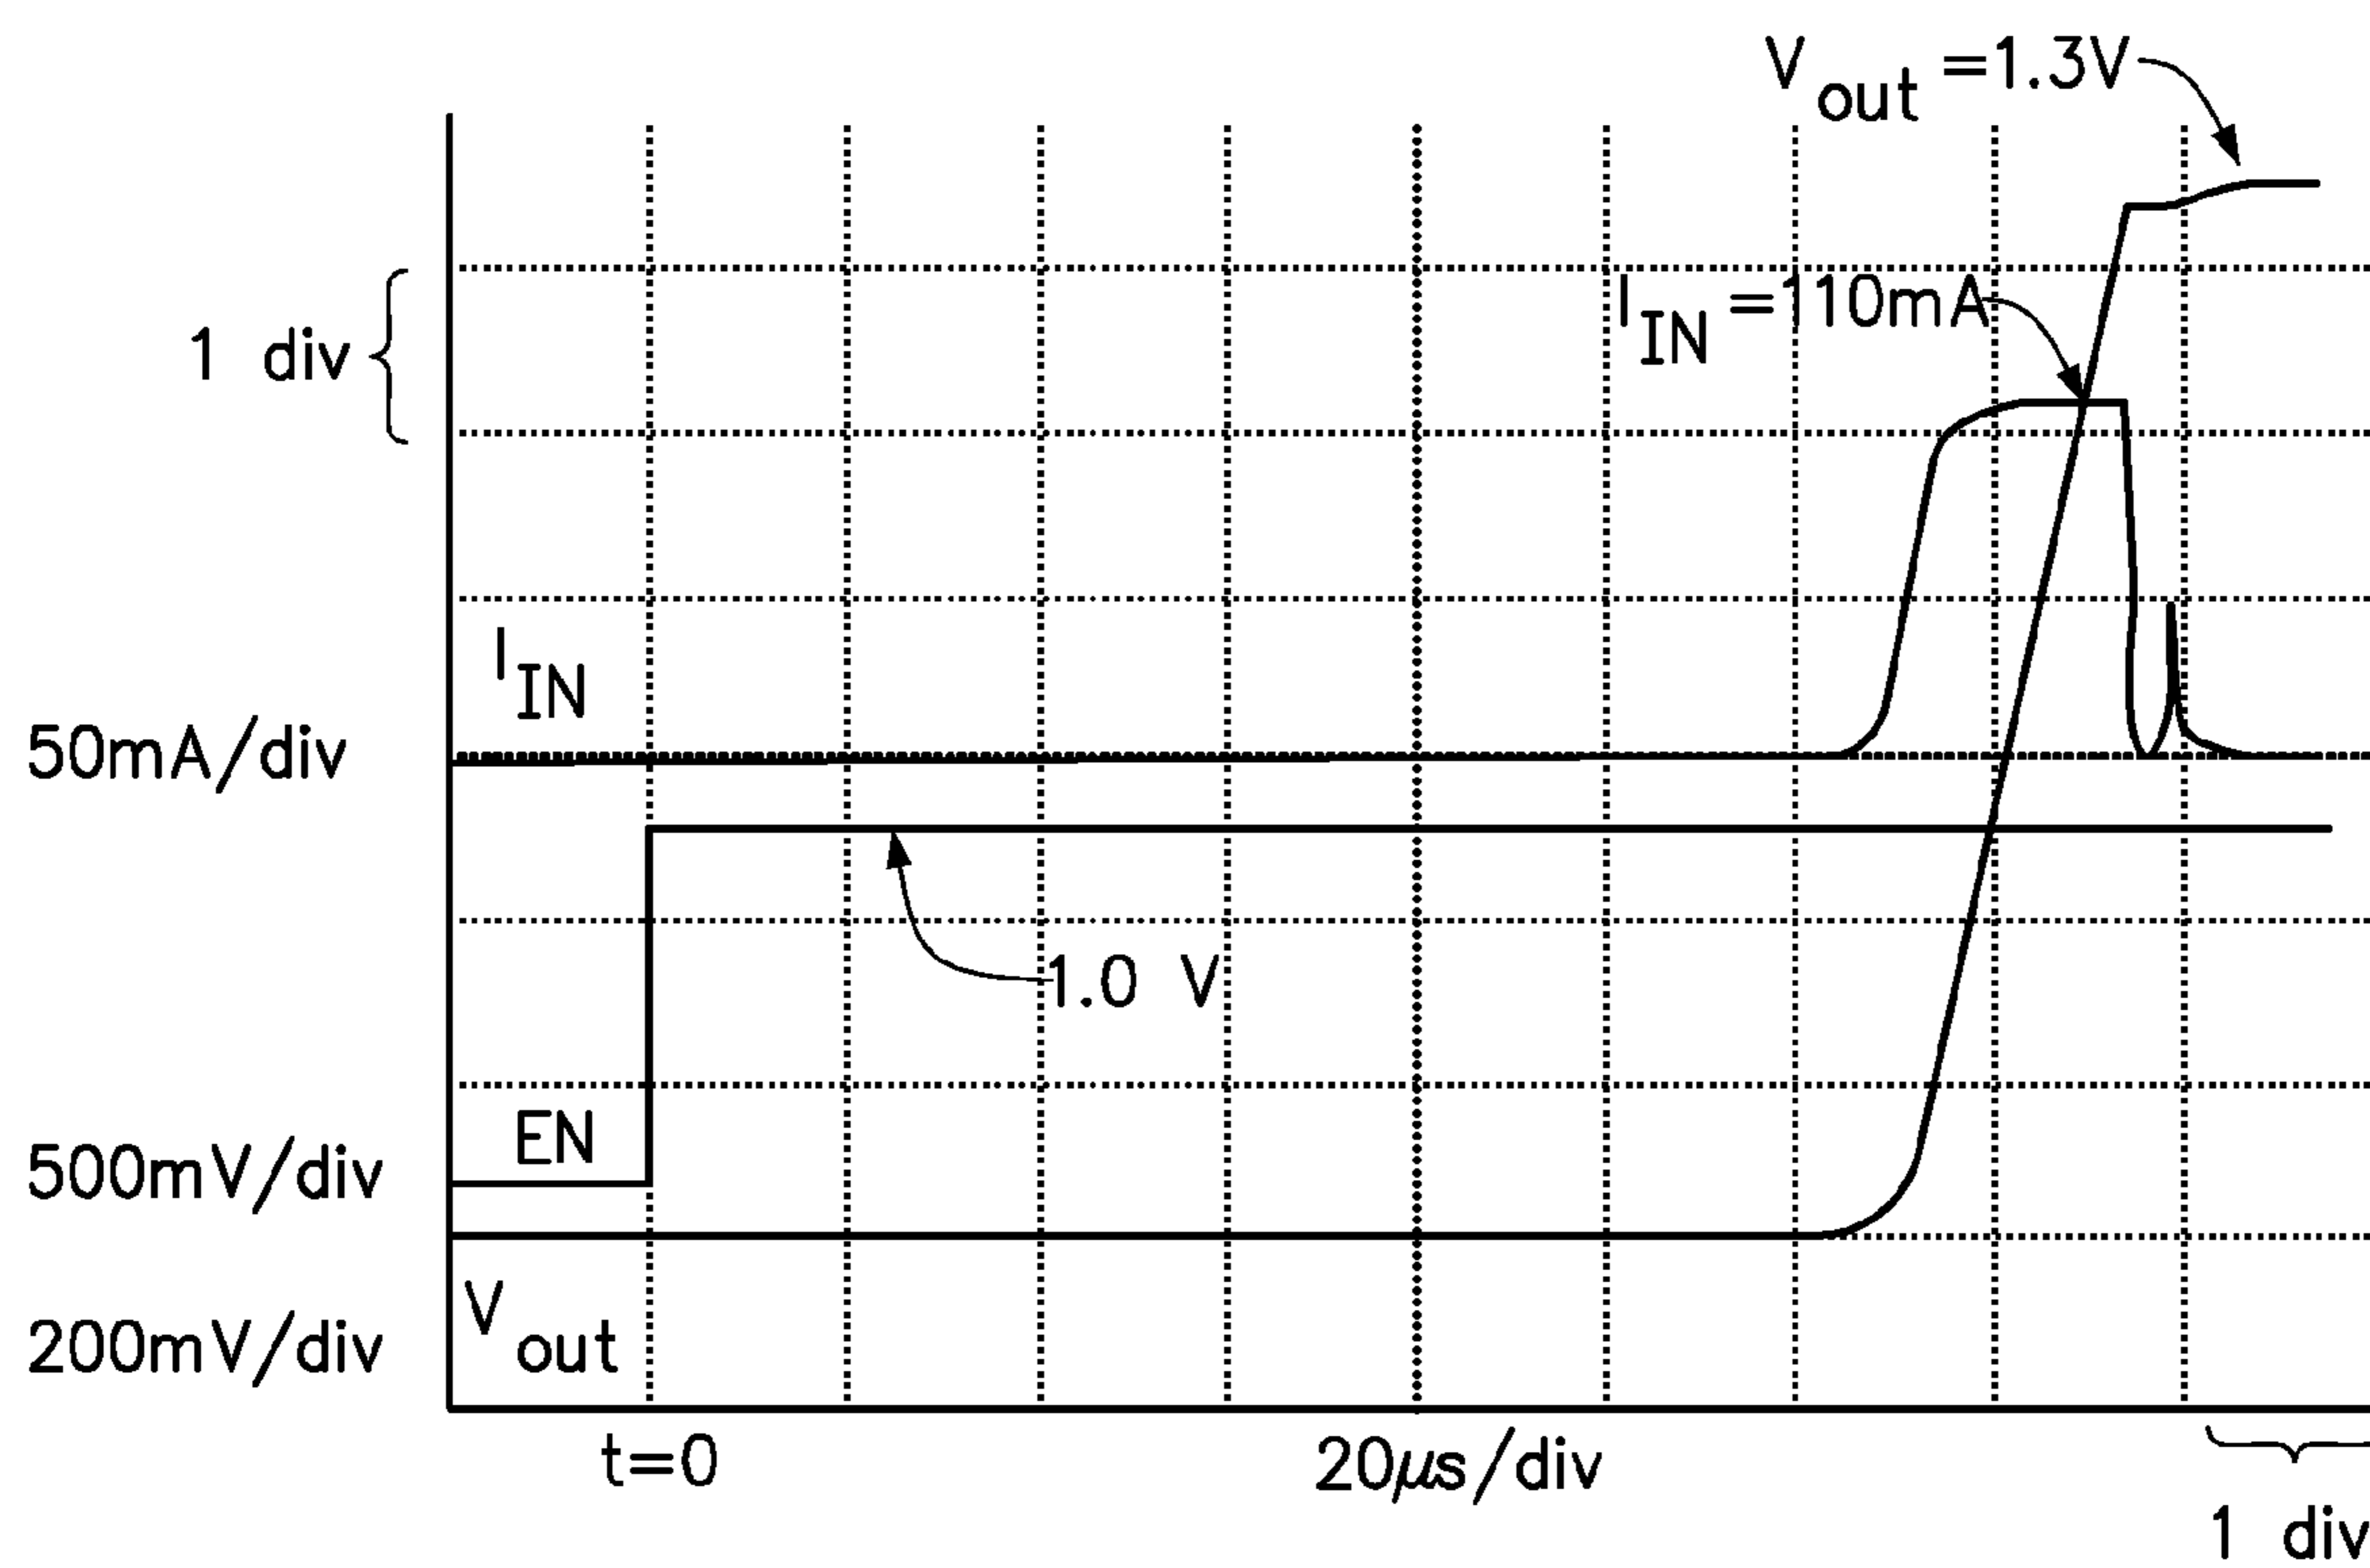 V out =1.3V
1 div
I IN =110mA
I IN
50mA/div
1.0 V
EN
500mV/div
V out
200mV/div
t=0
20μs/div
1 div